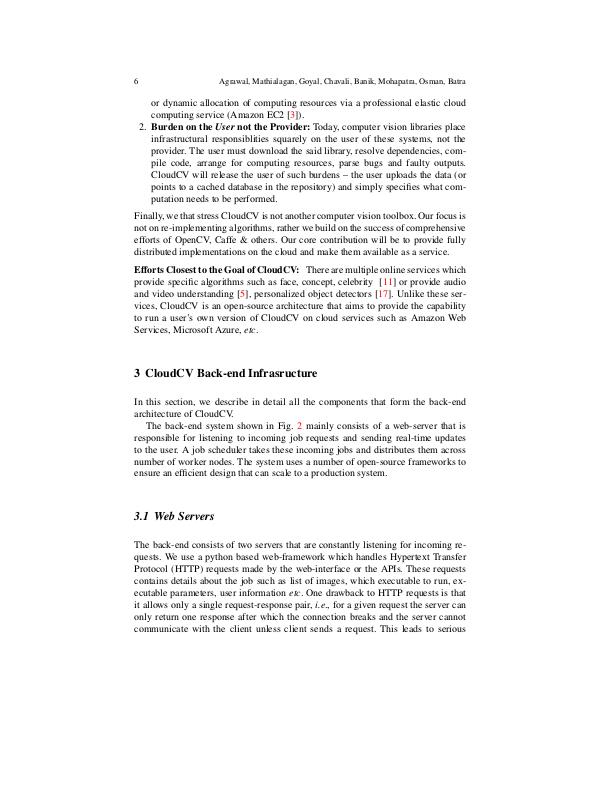 6 Agrawal, Mathialagan, Goyal, Chavali, Banik, Mohapatra, Osman, Batra
or dynamic allocation of computing resources via a professional elastic cloud
computing service (Amazon EC2 [3]).
2. Burden on the User not the Provider: Today, computer vision libraries place
infrastructural responsiblities squarely on the user of these systems, not the
provider. The user must download the said library, resolve dependencies, com-
pile code, arrange for computing resources, parse bugs and faulty outputs.
CloudCV will release the user of such burdens – the user uploads the data (or
points to a cached database in the repository) and simply specifies what com-
putation needs to be performed.
Finally, we that stress CloudCV is not another computer vision toolbox. Our focus is
not on re-implementing algorithms, rather we build on the success of comprehensive
efforts of OpenCV, Caffe & others. Our core contribution will be to provide fully
distributed implementations on the cloud and make them available as a service.
Efforts Closest to the Goal of CloudCV: There are multiple online services which
provide specific algorithms such as face, concept, celebrity [11] or provide audio
and video understanding [5], personalized object detectors [17]. Unlike these ser-
vices, CloudCV is an open-source architecture that aims to provide the capability
to run a user's own version of CloudCV on cloud services such as Amazon Web
Services, Microsoft Azure, etc.
3 CloudCV Back-end Infrasructure
In this section, we describe in detail all the components that form the back-end
architecture of CloudCV.
The back-end system shown in Fig. 2 mainly consists of a web-server that is
responsible for listening to incoming job requests and sending real-time updates
to the user. A job scheduler takes these incoming jobs and distributes them across
number of worker nodes. The system uses a number of open-source frameworks to
ensure an efficient design that can scale to a production system.
3.1 Web Servers
The back-end consists of two servers that are constantly listening for incoming re-
quests. We use a python based web-framework which handles Hypertext Transfer
Protocol (HTTP) requests made by the web-interface or the APIs. These requests
contains details about the job such as list of images, which executable to run, ex-
ecutable parameters, user information etc. One drawback to HTTP requests is that
it allows only a single request-response pair, i.e., for a given request the server can
only return one response after which the connection breaks and the server cannot
communicate with the client unless client sends a request. This leads to serious